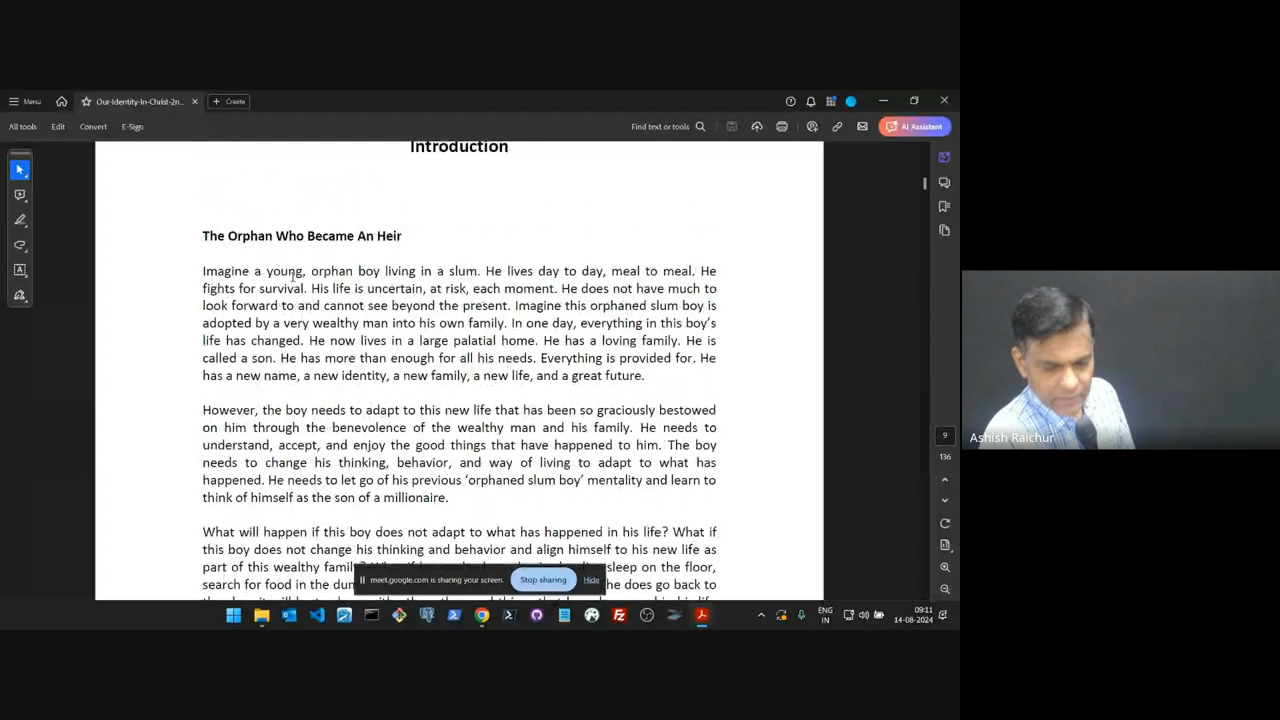 Menu
Our-Identity-In-Christ-2n...
Create
All tools
Edit
Convert
E-Sign
Find text or tools
AI Assistant
Introduction
The Orphan Who Became An Heir
Imagine a young, orphan boy living in a slum. He lives day to day, meal to meal. He
fights for survival. His life is uncertain, at risk, each moment. He does not have much to
look forward to and cannot see beyond the present. Imagine this orphaned slum boy is
adopted by a very wealthy man into his own family. In one day, everything in this boy's
life has changed. He now lives in a large palatial home. He has a loving family. He is
called a son. He has more than enough for all his needs. Everything is provided for. He
has a new name, a new identity, a new family, a new life, and a great future.
However, the boy needs to adapt to this new life that has been so graciously bestowed
on him through the benevolence of the wealthy man and his family. He needs to
understand, accept, and enjoy the good things that have happened to him. The boy
needs to change his thinking, behavior, and way of living to adapt to what has
happened. He needs to let go of his previous 'orphaned slum boy' mentality and learn to
think of himself as the son of a millionaire.
What will happen if this boy does not adapt to what has happened in his life? What if
this boy does not change his thinking and behavior and align himself to his new life as
part of this wealthy family? sleep on the floor,
search for food in the he does go back to
meet.google.com is sharing your screen.
Stop sharing
Hide
9
136
Ashish Raichur
ENG
IN
09:11
14-08-2024